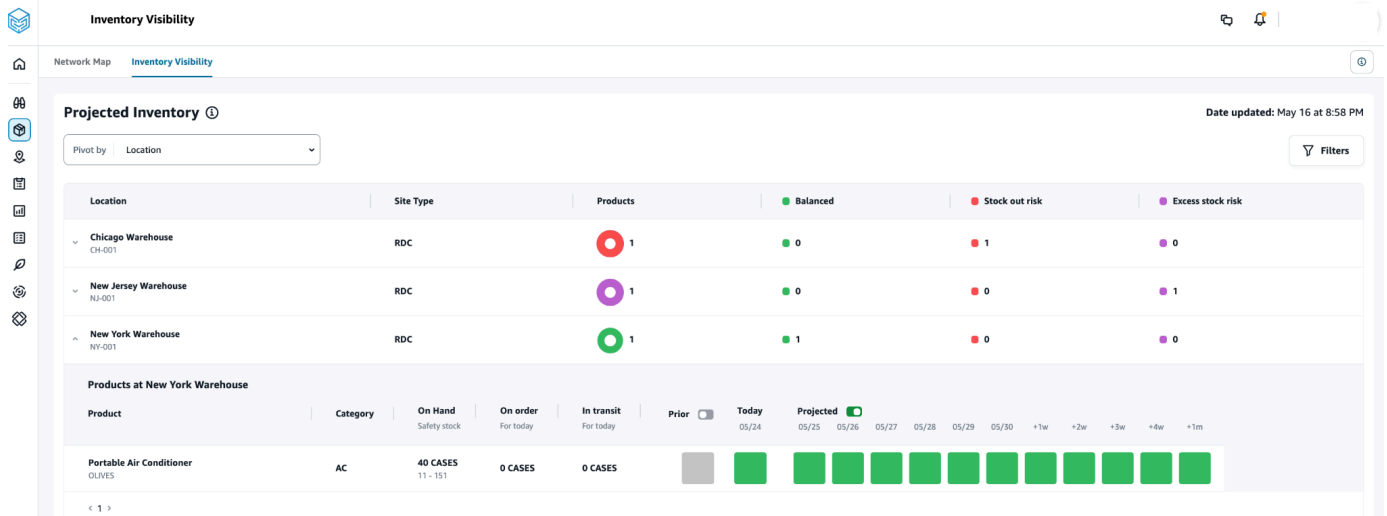 Inventory Visibility
Network Map Inventory Visibility
Projected Inventory
Date updated: May 16 at 8:58 PM
Pivot by Location
Filters
Location Site Type Products Balanced Stock out risk Excess stock risk
Chicago Warehouse RDC 1 0 1 0
CH-001
New Jersey Warehouse RDC 1 0 0 1
NJ-001
New York Warehouse RDC 1 1 0 0
NY-001
Products at New York Warehouse
Product Category On Hand On order In transit Prior Today Projected
Safety stock For today For today 05/24 05/25 05/26 05/27 05/28 05/29 05/30 +1w +2w +3w +4w +1m
Portable Air Conditioner AC 40 CASES 0 CASES 0 CASES
OLIVES 11 - 151
< 1 >